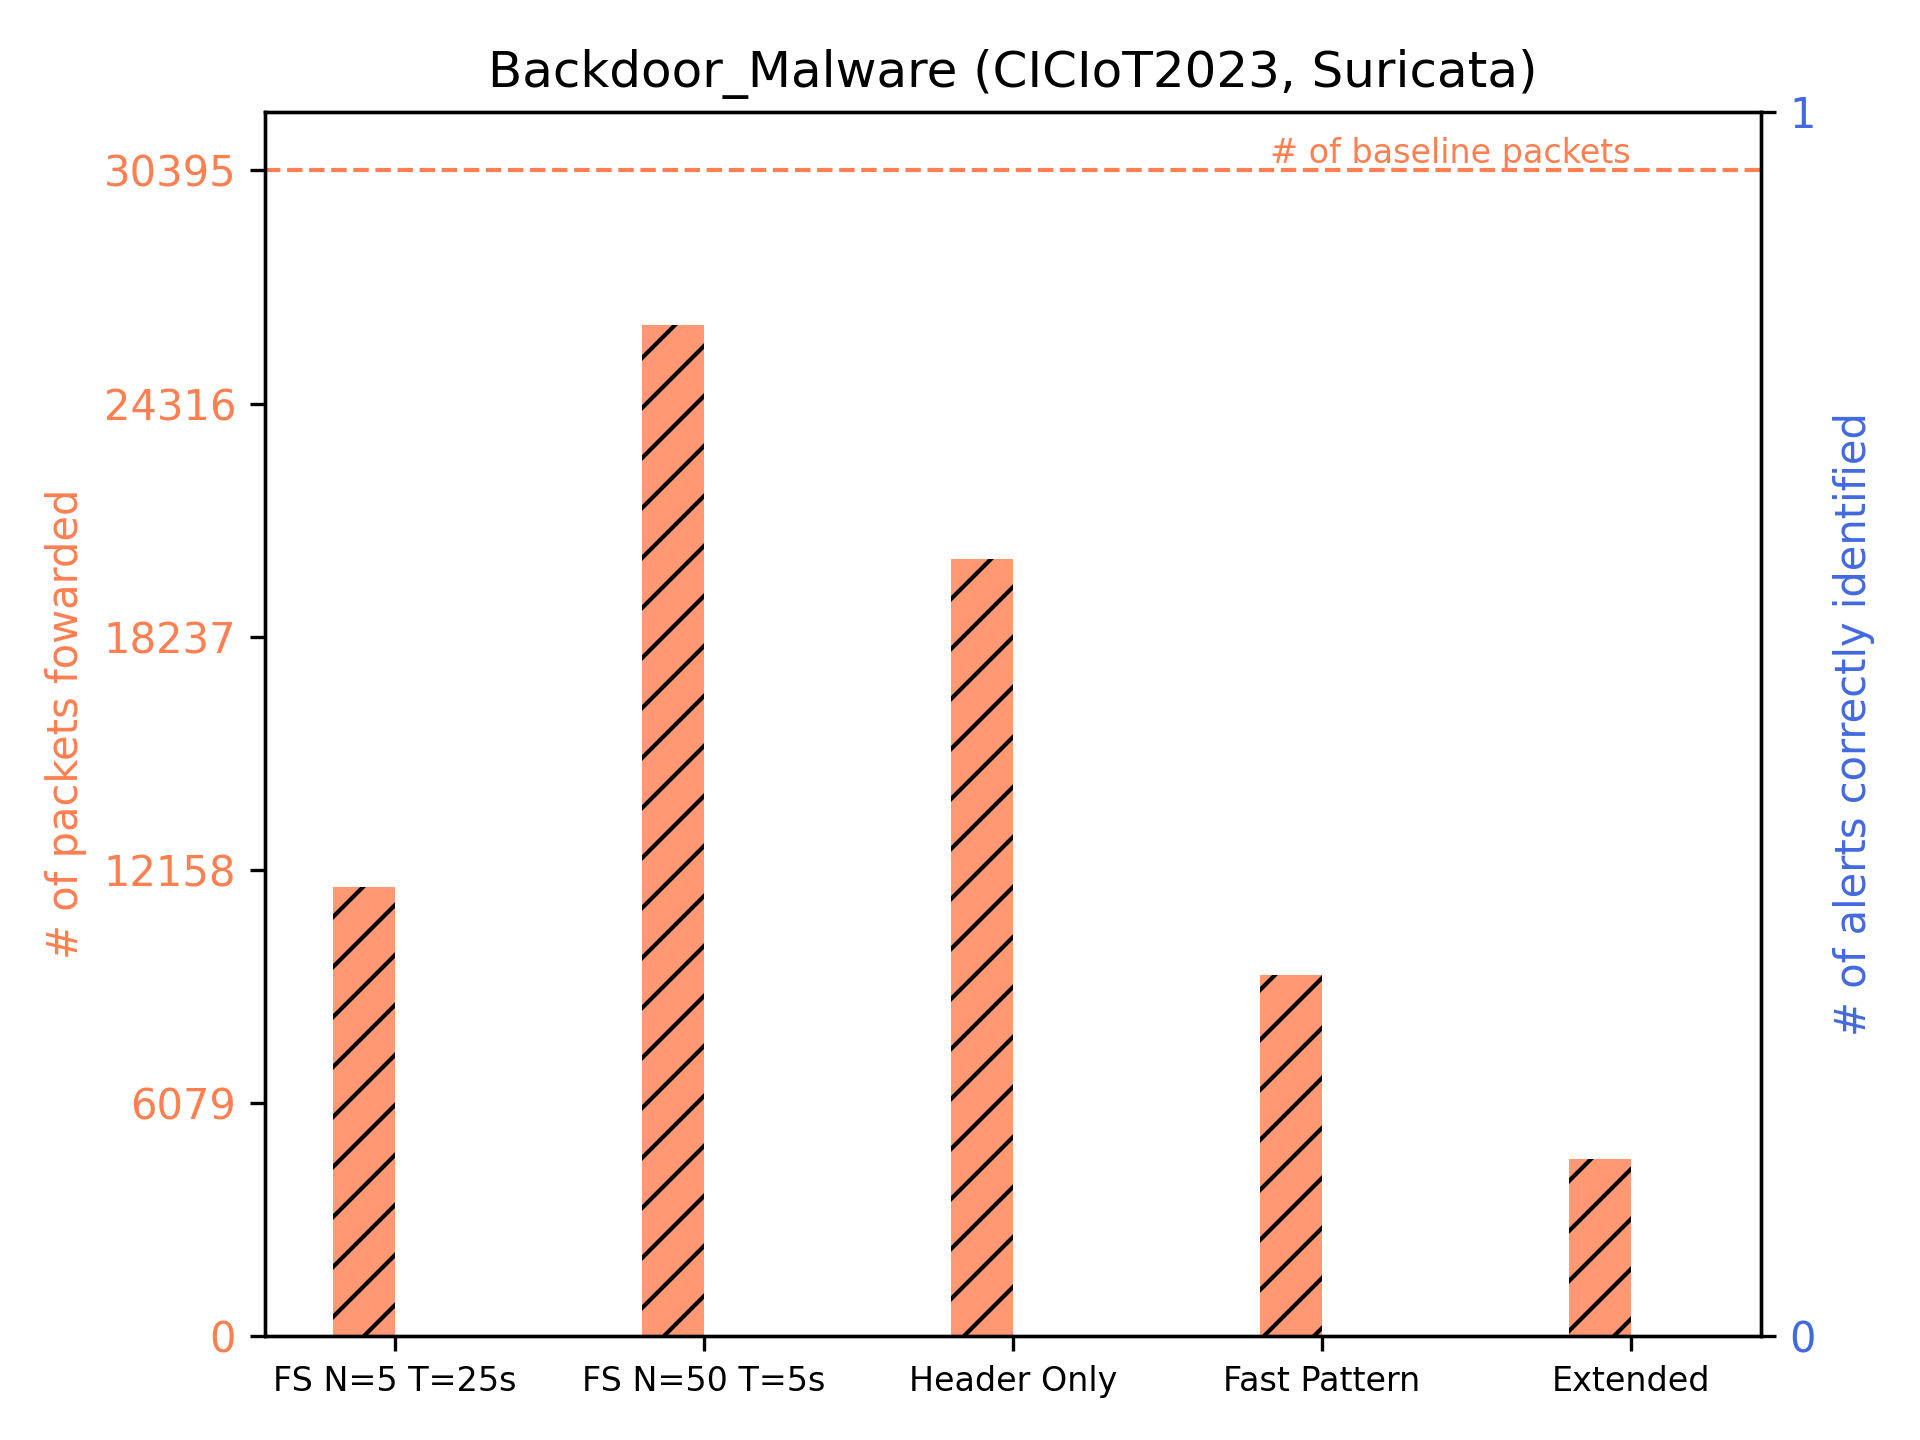 Backdoor_Malware (CICIoT2023, Suricata)
1
# of baseline packets
30395
24316
18237
12158
6079
0
0
# of packets fowarded
# of alerts correctly identified
FS N=5 T=25s
FS N=50 T=5s
Header Only
Fast Pattern
Extended